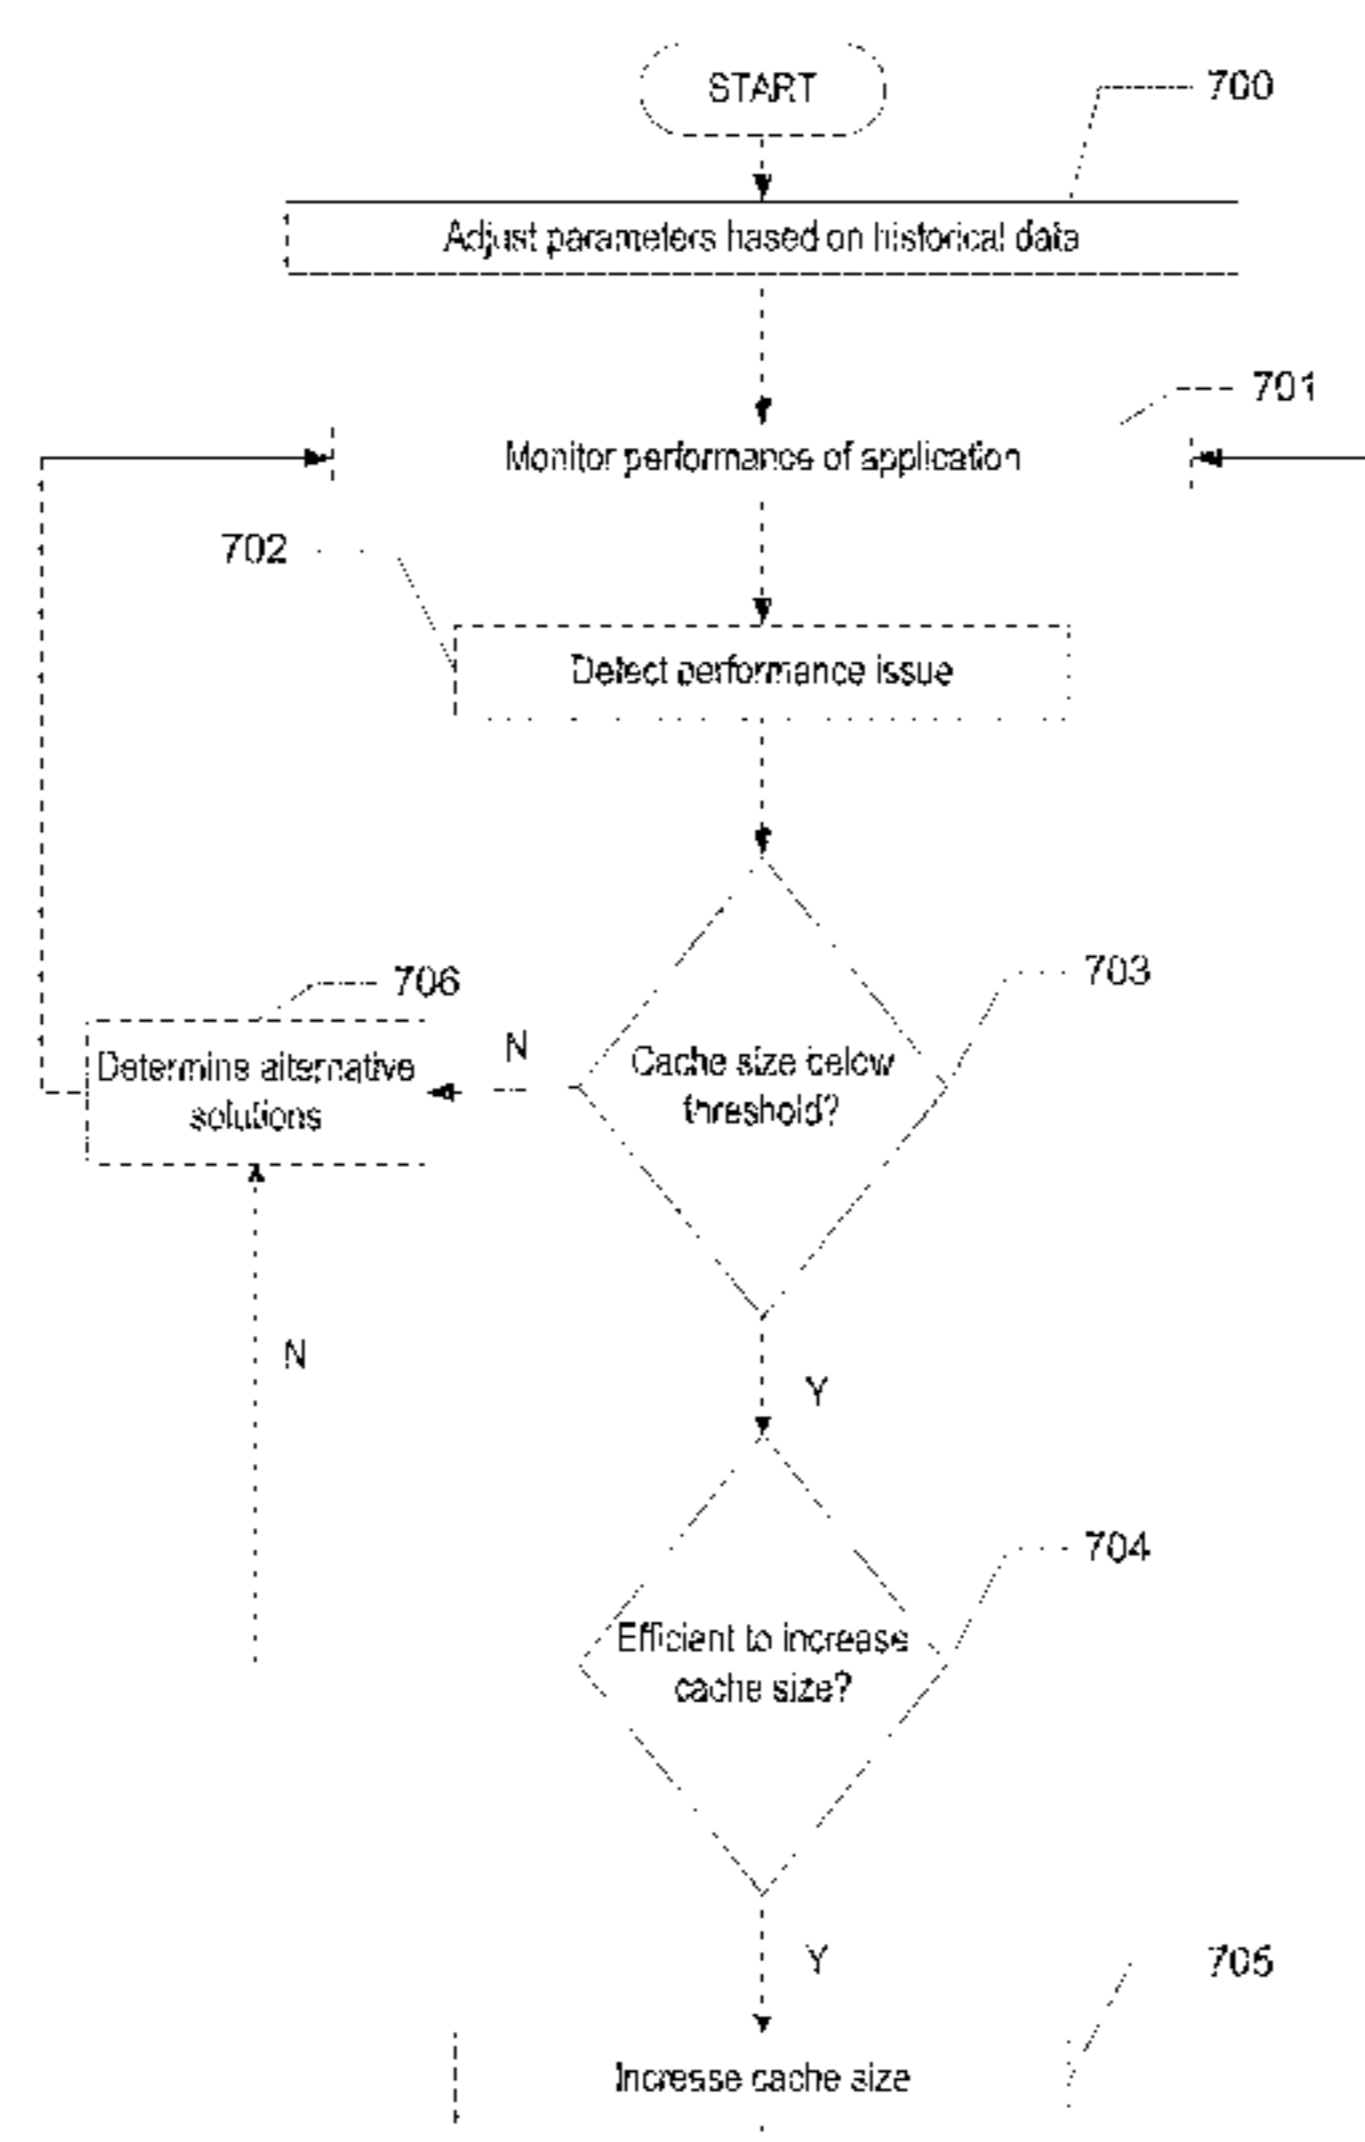 START
700
Adjust parameters based on historical data
701
Monitor performance of application
702
Detect performance issue
703
706
N
Cache size below
threshold?
Determine alternative
solutions
N
Y
704
Efficient to increase
cache size?
Y
705
Increase cache size